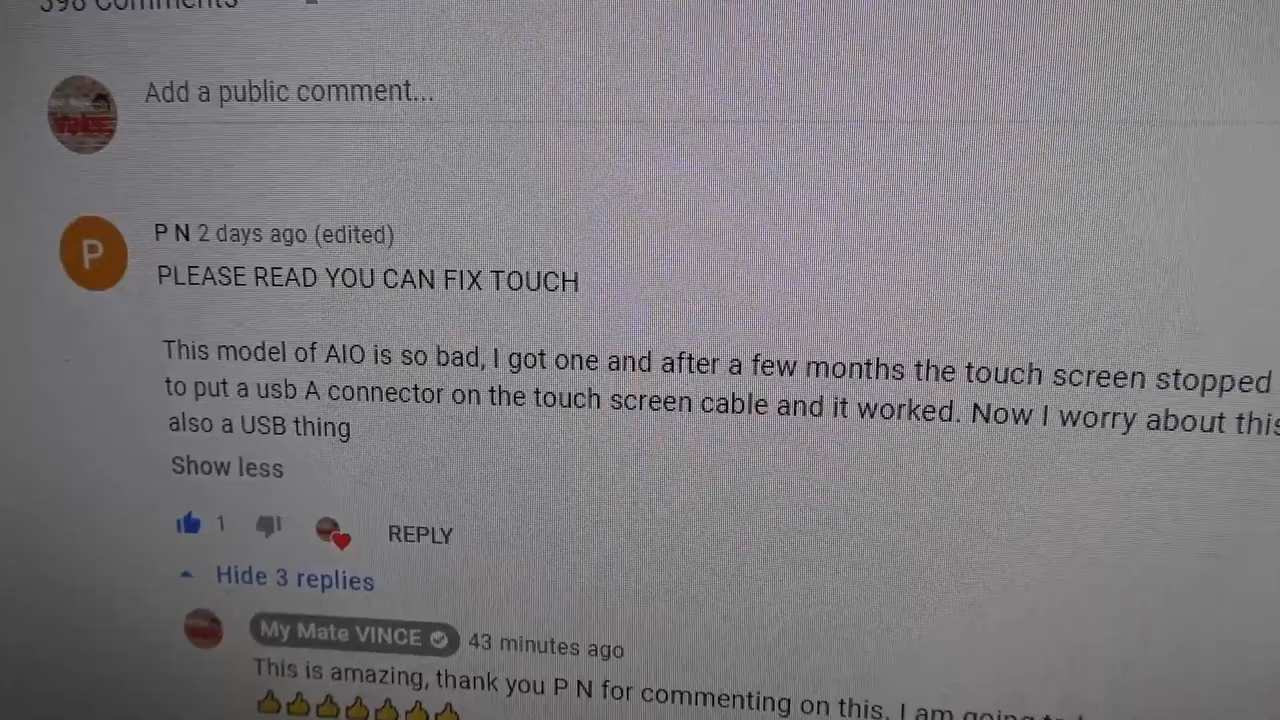 398 Comments
Add a public comment...
P
P N 2 days ago (edited)
PLEASE READ YOU CAN FIX TOUCH
This model of AIO is so bad, I got one and after a few months the touch screen stopped
to put a usb A connector on the touch screen cable and it worked. Now I worry about this
also a USB thing
Show less
1
REPLY
Hide 3 replies
My Mate VINCE 43 minutes ago
This is amazing, thank you P N for commenting on this. I am going